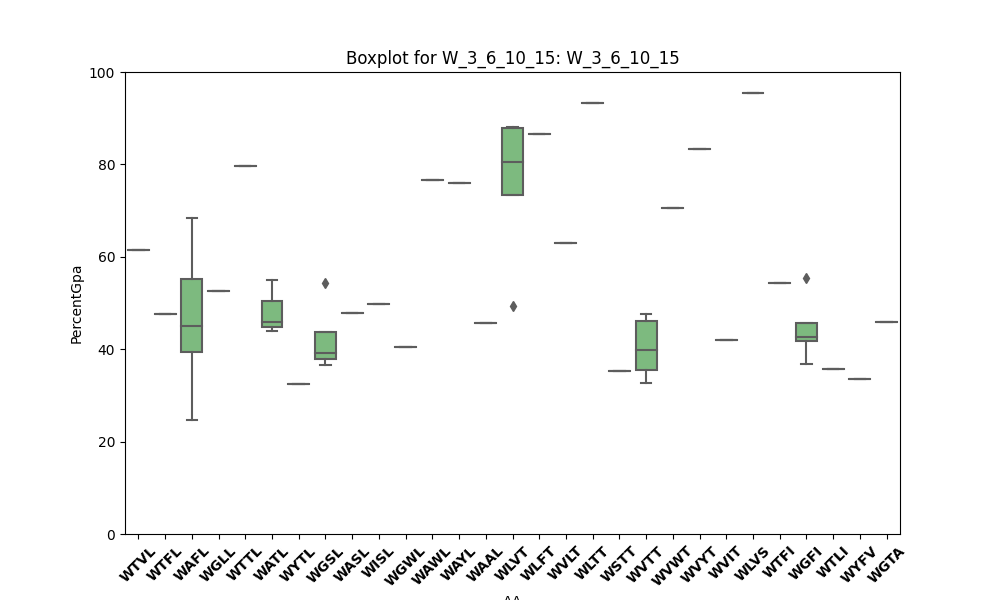 Boxplot for W_3_6_10_15: W_3_6_10_15
PercentGpa
100
80
60
40
20
0
WTVL
WTFL
WAFL
WGLL
WTTL
WATL
WYTL
WGSL
WASL
WISL
WGWL
WAWL
WAYL
WAAL
WLVT
WLFT
WVLT
WLTT
WSTT
WVTT
WVWT
WVYT
WVIT
WLVS
WTFI
WGFI
WTLI
WYFV
WGTA
AA